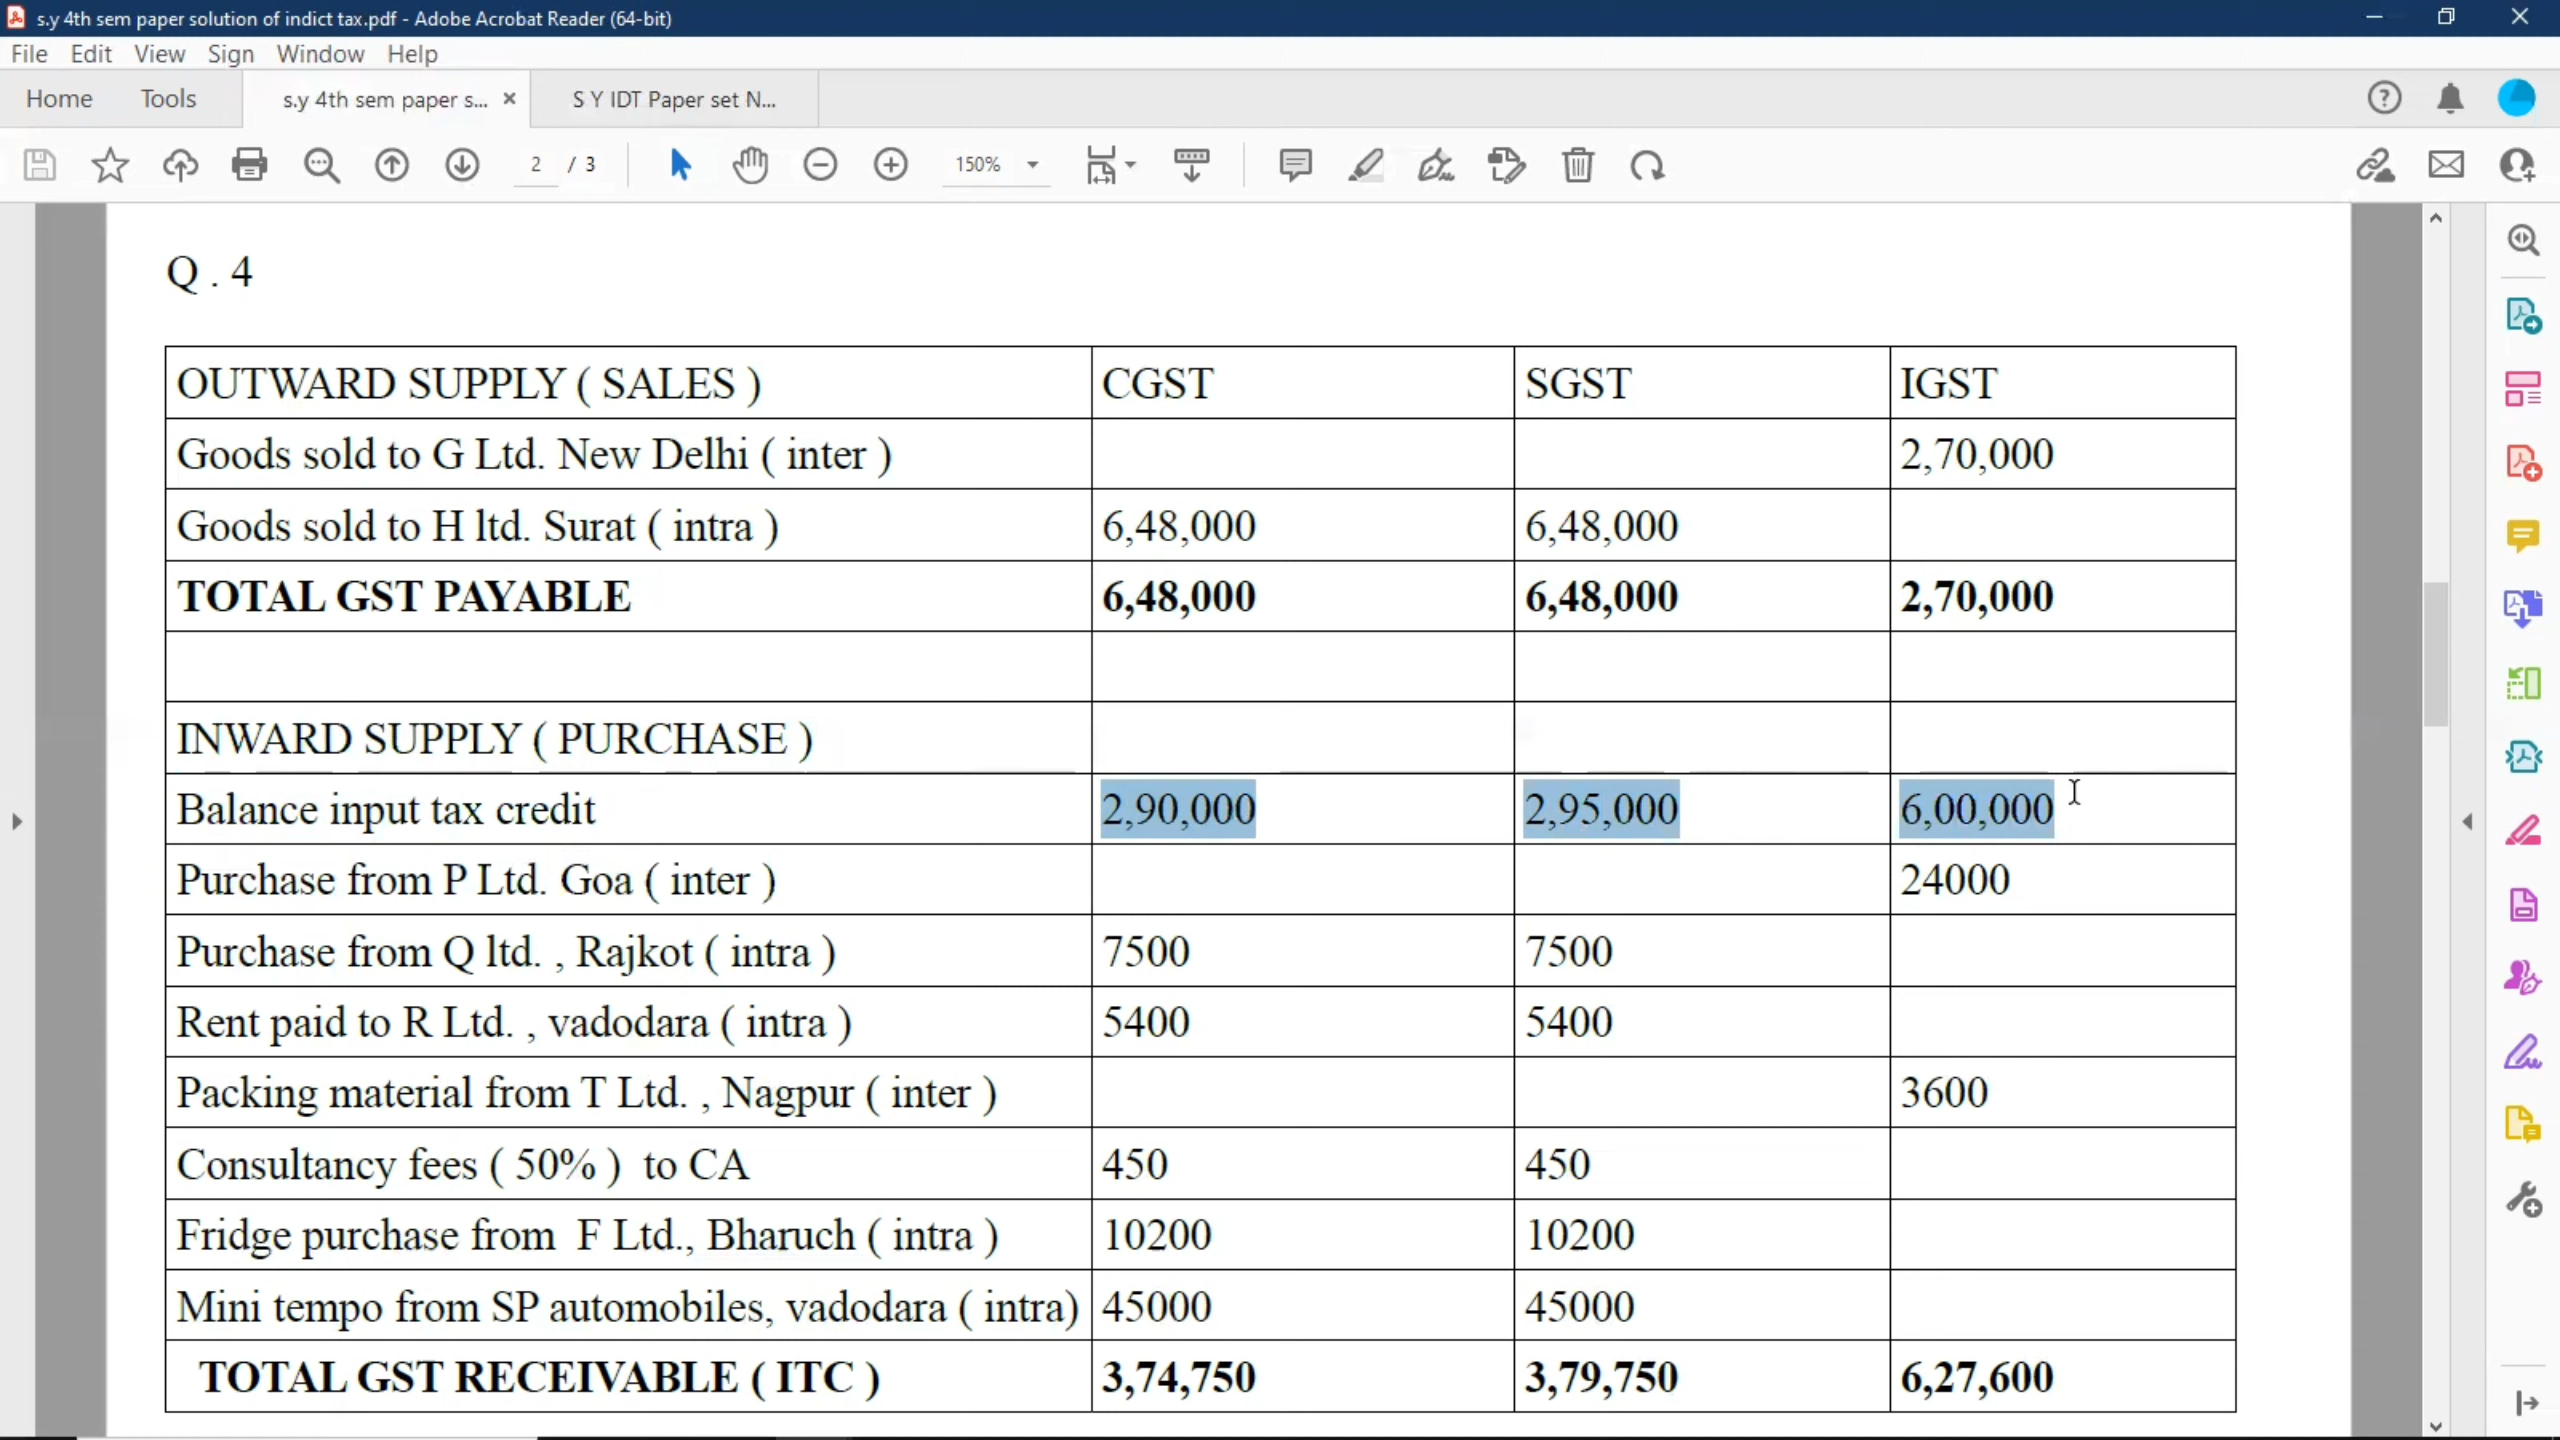 s.y 4th sem paper solution of indict tax.pdf - Adobe Acrobat Reader (64-bit)
File Edit View Sign Window Help
Home Tools s.y 4th sem paper s... S Y IDT Paper set N...
2 / 3 150%
Q . 4
OUTWARD SUPPLY ( SALES ) CGST SGST IGST
Goods sold to G Ltd. New Delhi ( inter ) 2,70,000
Goods sold to H ltd. Surat ( intra ) 6,48,000 6,48,000
TOTAL GST PAYABLE 6,48,000 6,48,000 2,70,000
INWARD SUPPLY ( PURCHASE )
Balance input tax credit 2,90,000 2,95,000 6,00,000
Purchase from P Ltd. Goa ( inter ) 24000
Purchase from Q ltd. , Rajkot ( intra ) 7500 7500
Rent paid to R Ltd. , vadodara ( intra ) 5400 5400
Packing material from T Ltd. , Nagpur ( inter ) 3600
Consultancy fees ( 50% ) to CA 450 450
Fridge purchase from F Ltd., Bharuch ( intra ) 10200 10200
Mini tempo from SP automobiles, vadodara ( intra) 45000 45000
TOTAL GST RECEIVABLE ( ITC ) 3,74,750 3,79,750 6,27,600